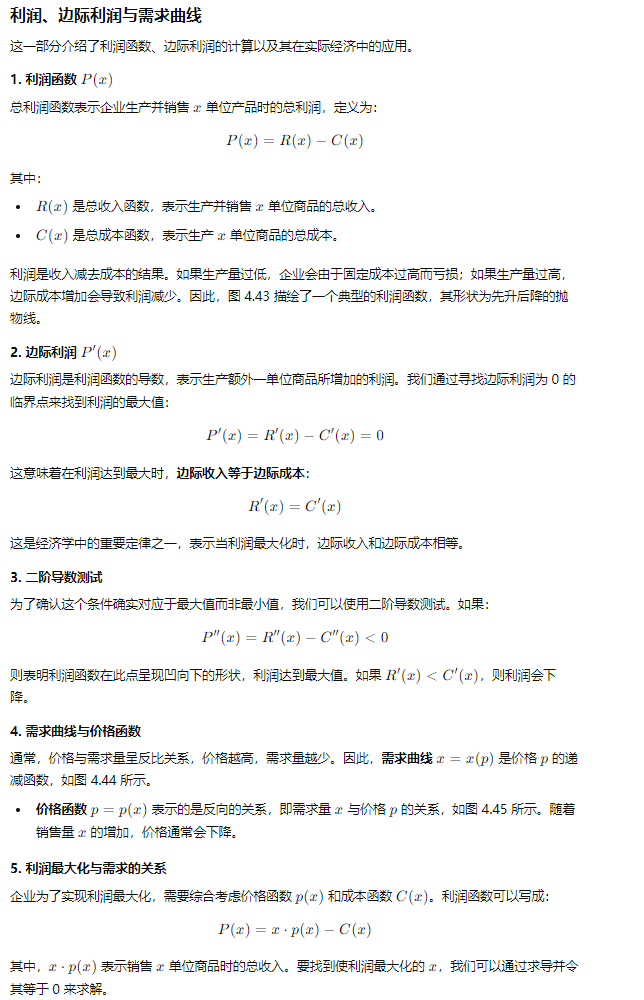 利润、边际利润与需求曲线
这一部分介绍了利润函数、边际利润的计算以及其在实际经济中的应用。
1. 利润函数 P(x)
总利润函数表示企业生产并销售 x 单位产品时的总利润，定义为：
P(x) = R(x) − C(x)
其中：
• R(x) 是总收入函数，表示生产并销售 x 单位商品的总收入。
• C(x) 是总成本函数，表示生产 x 单位商品的总成本。
利润是收入减去成本的结果。如果生产量过低，企业会由于固定成本过高而亏损；如果生产量过高，
边际成本增加会导致利润减少。因此，图 4.43 描绘了一个典型的利润函数，其形状为先升后降的抛
物线。
2. 边际利润 P′(x)
边际利润是利润函数的导数，表示生产额外一单位商品所增加的利润。我们通过寻找边际利润为 0 的
临界点来找到利润的最大值：
P′(x) = R′(x) − C′(x) = 0
这意味着在利润达到最大时，边际收入等于边际成本：
R′(x) = C′(x)
这是经济学中的重要定律之一，表示当利润最大化时，边际收入和边际成本相等。
3. 二阶导数测试
为了确认这个条件确实对应于最大值而非最小值，我们可以使用二阶导数测试。如果：
P′′(x) = R′′(x) − C′′(x) < 0
则表明利润函数在此点呈现凹向下的形状，利润达到最大值。如果 R′(x) < C′(x)，则利润会下
降。
4. 需求曲线与价格函数
通常，价格与需求量呈反比关系，价格越高，需求量越少。因此，需求曲线 x = x(p) 是价格 p 的递
减函数，如图 4.44 所示。
• 价格函数 p = p(x) 表示的是反向的关系，即需求量 x 与价格 p 的关系，如图 4.45 所示。随着
销售量 x 的增加，价格通常会下降。
5. 利润最大化与需求的关系
企业为了实现利润最大化，需要综合考虑价格函数 p(x) 和成本函数 C(x)。利润函数可以写成：
P(x) = x · p(x) − C(x)
其中，x · p(x) 表示销售 x 单位商品时的总收入。要找到使利润最大化的 x，我们可以通过求导并令
其等于 0 来求解。